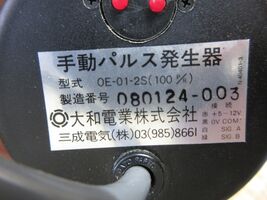 手動パルス発生器
型式 OE-01-2S(100 P/R)
製造番号 080124-003
接続
赤 +5~12V
黒 0V COM
白 SIG A
緑 SIG B
大和電業株式会社
三成電気(株) 03(985)8661